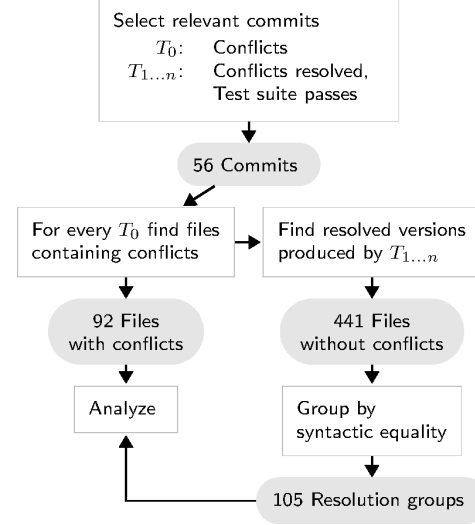 Select relevant commits
T₀: Conflicts
T₁...ₙ: Conflicts resolved,
Test suite passes
56 Commits
For every T₀ find files
containing conflicts
Find resolved versions
produced by T₁...ₙ
92 Files
with conflicts
441 Files
without conflicts
Analyze
Group by
syntactic equality
105 Resolution groups